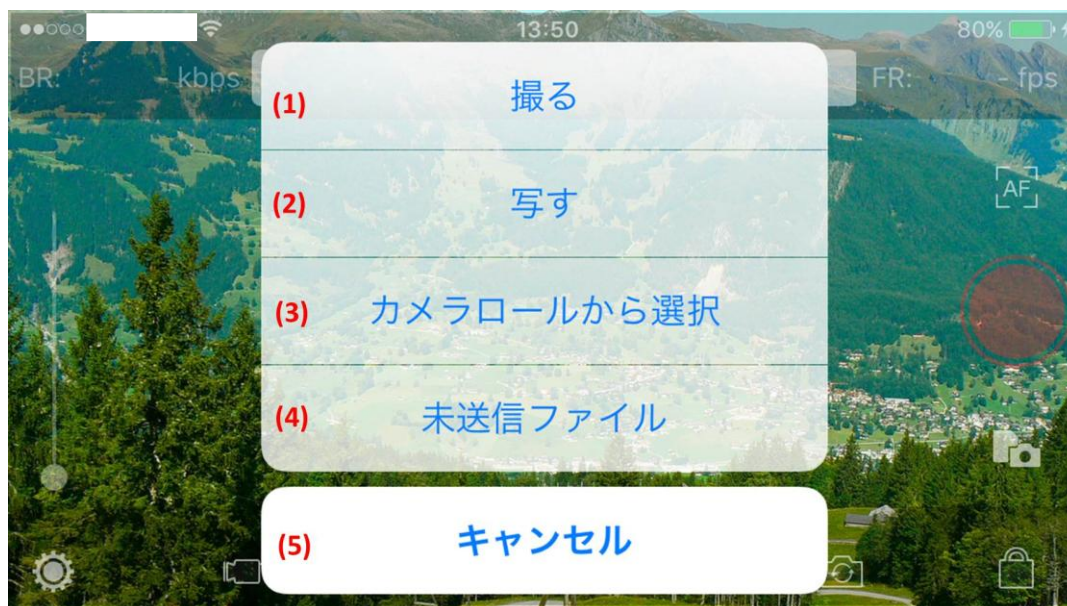 13:50
80%
BR: kbps
FR: - fps
(1) 撮る
AF
(2) 写す
(3) カメラロールから選択
(4) 未送信ファイル
(5) キャンセル